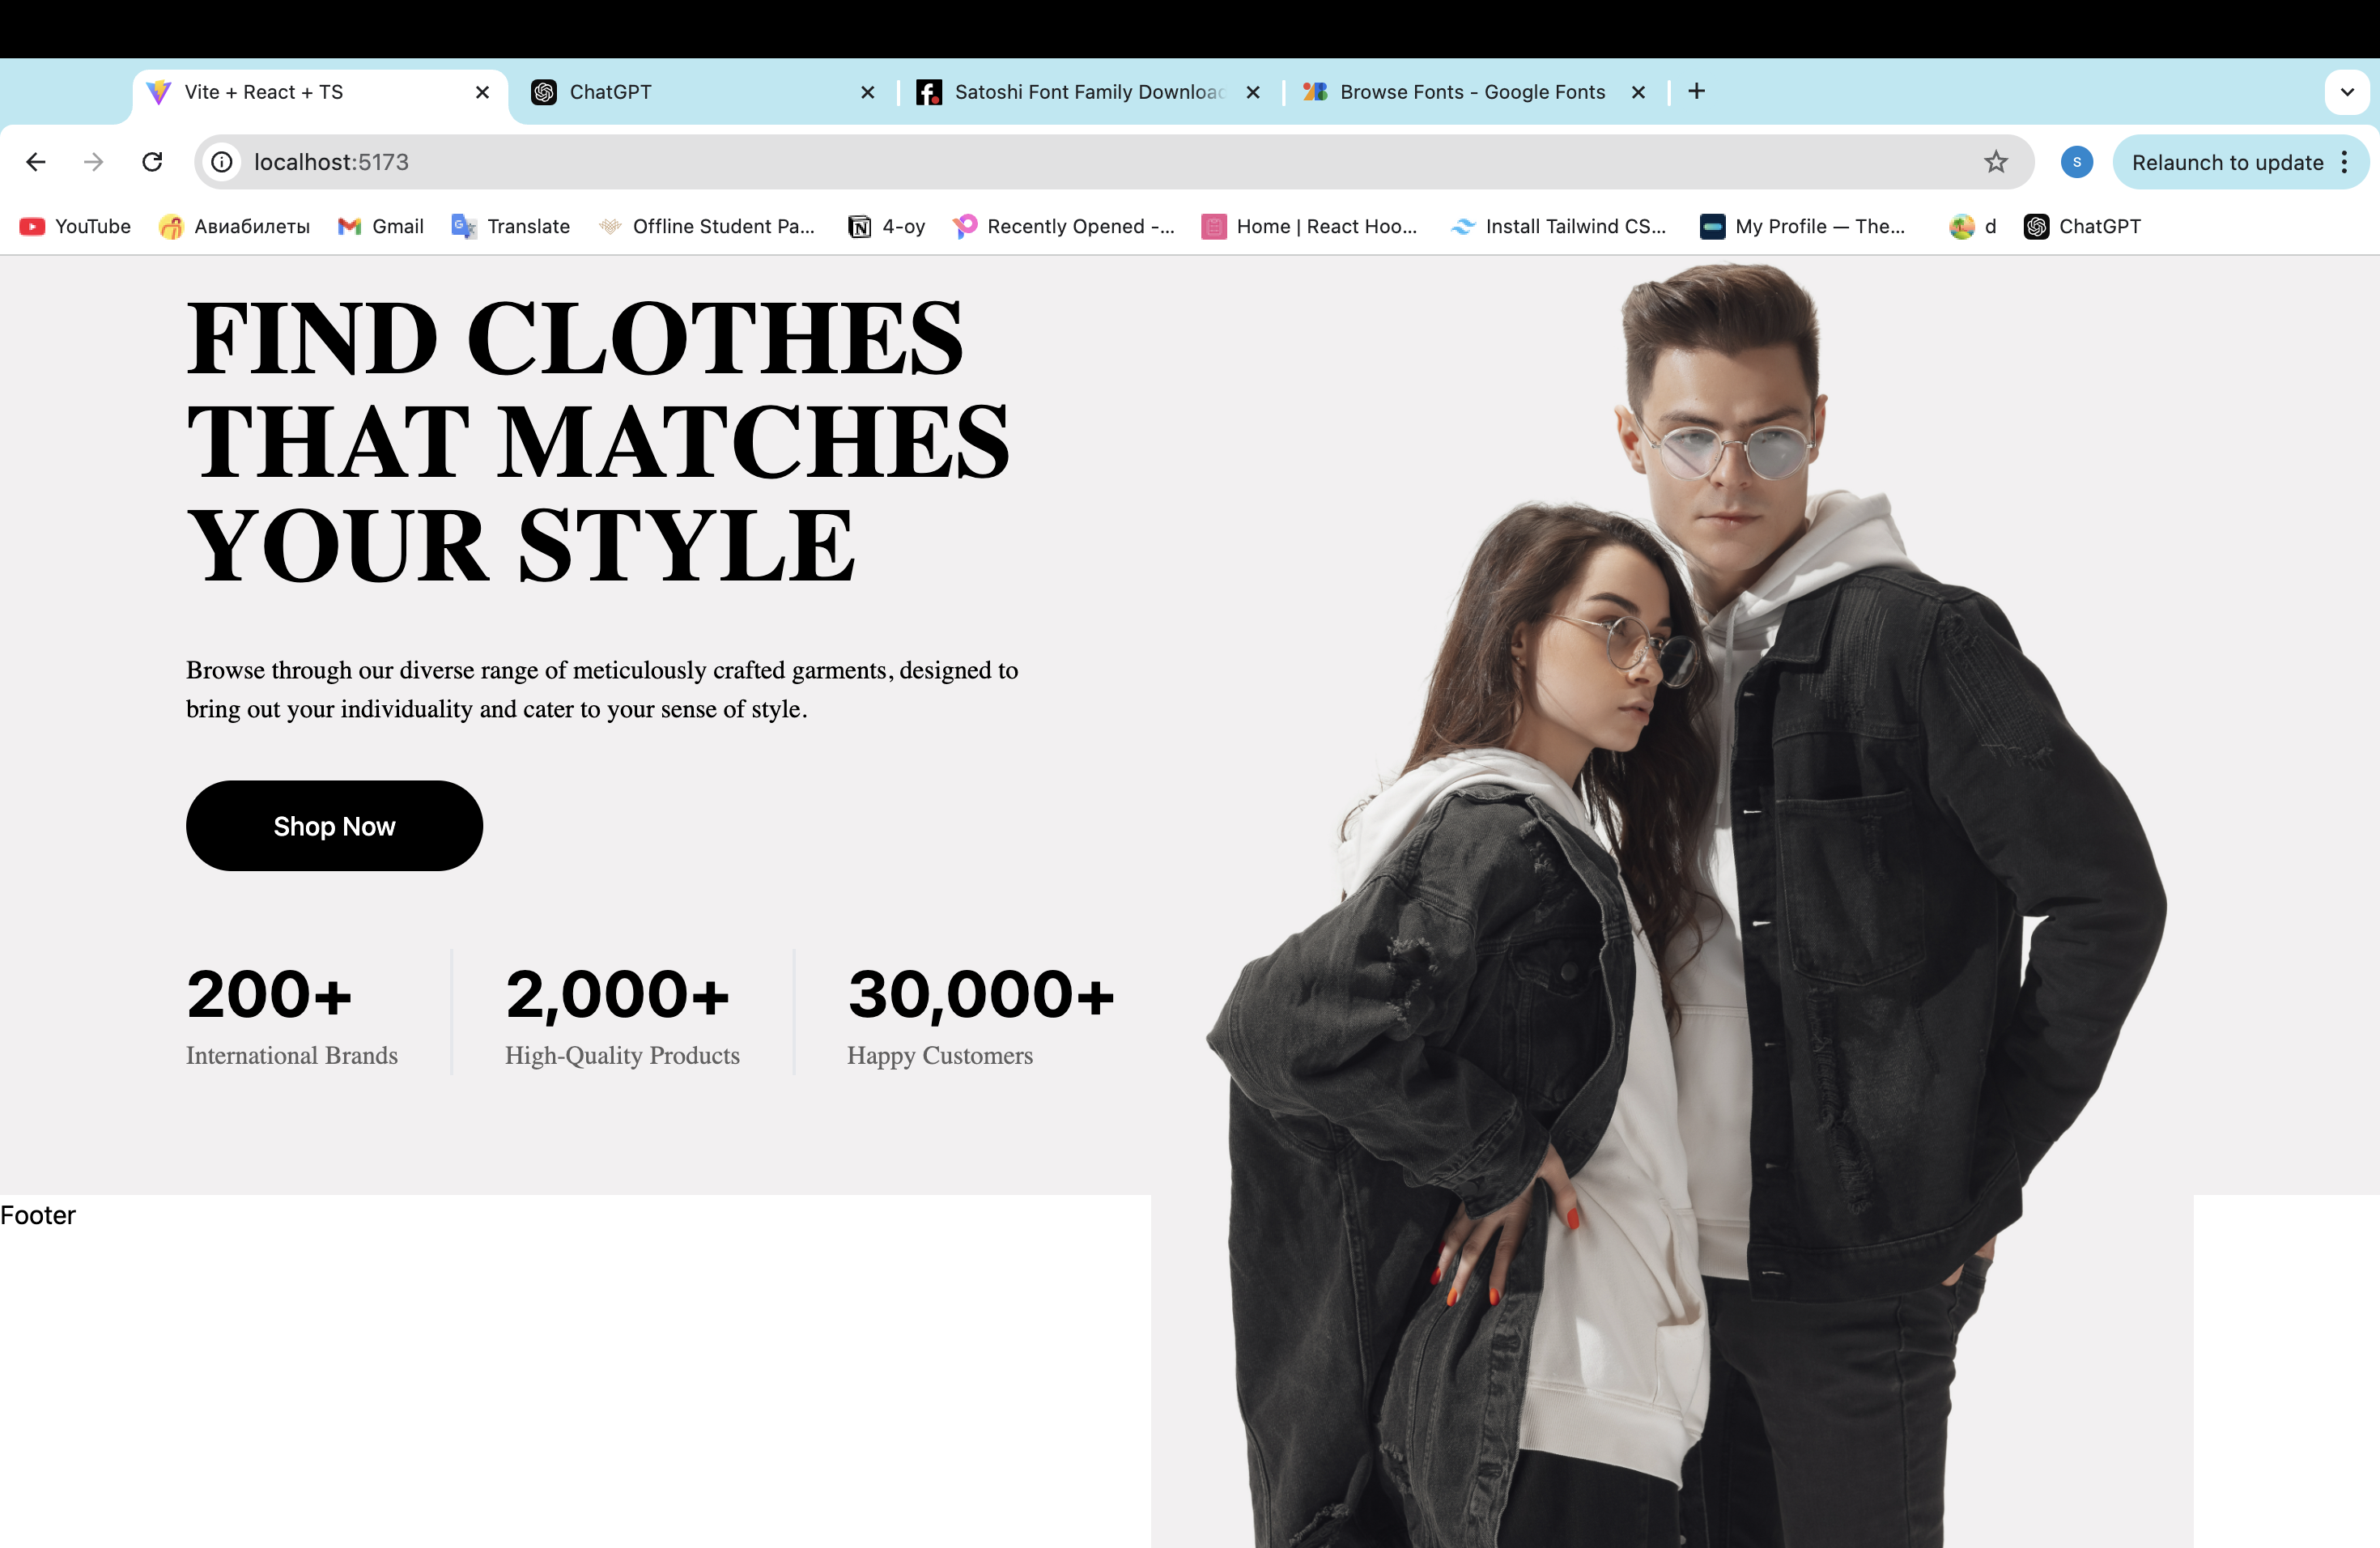 Vite + React + TS
ChatGPT
Satoshi Font Family Download
Browse Fonts - Google Fonts
localhost:5173
S
Relaunch to update
YouTube
Авиабилеты
Gmail
Translate
Offline Student Pa...
4-oy
Recently Opened -...
Home | React Hoo...
Install Tailwind CS...
My Profile — The...
d
ChatGPT
FIND CLOTHES
THAT MATCHES
YOUR STYLE
Browse through our diverse range of meticulously crafted garments, designed to
bring out your individuality and cater to your sense of style.
Shop Now
200+
2,000+
30,000+
International Brands
High-Quality Products
Happy Customers
Footer